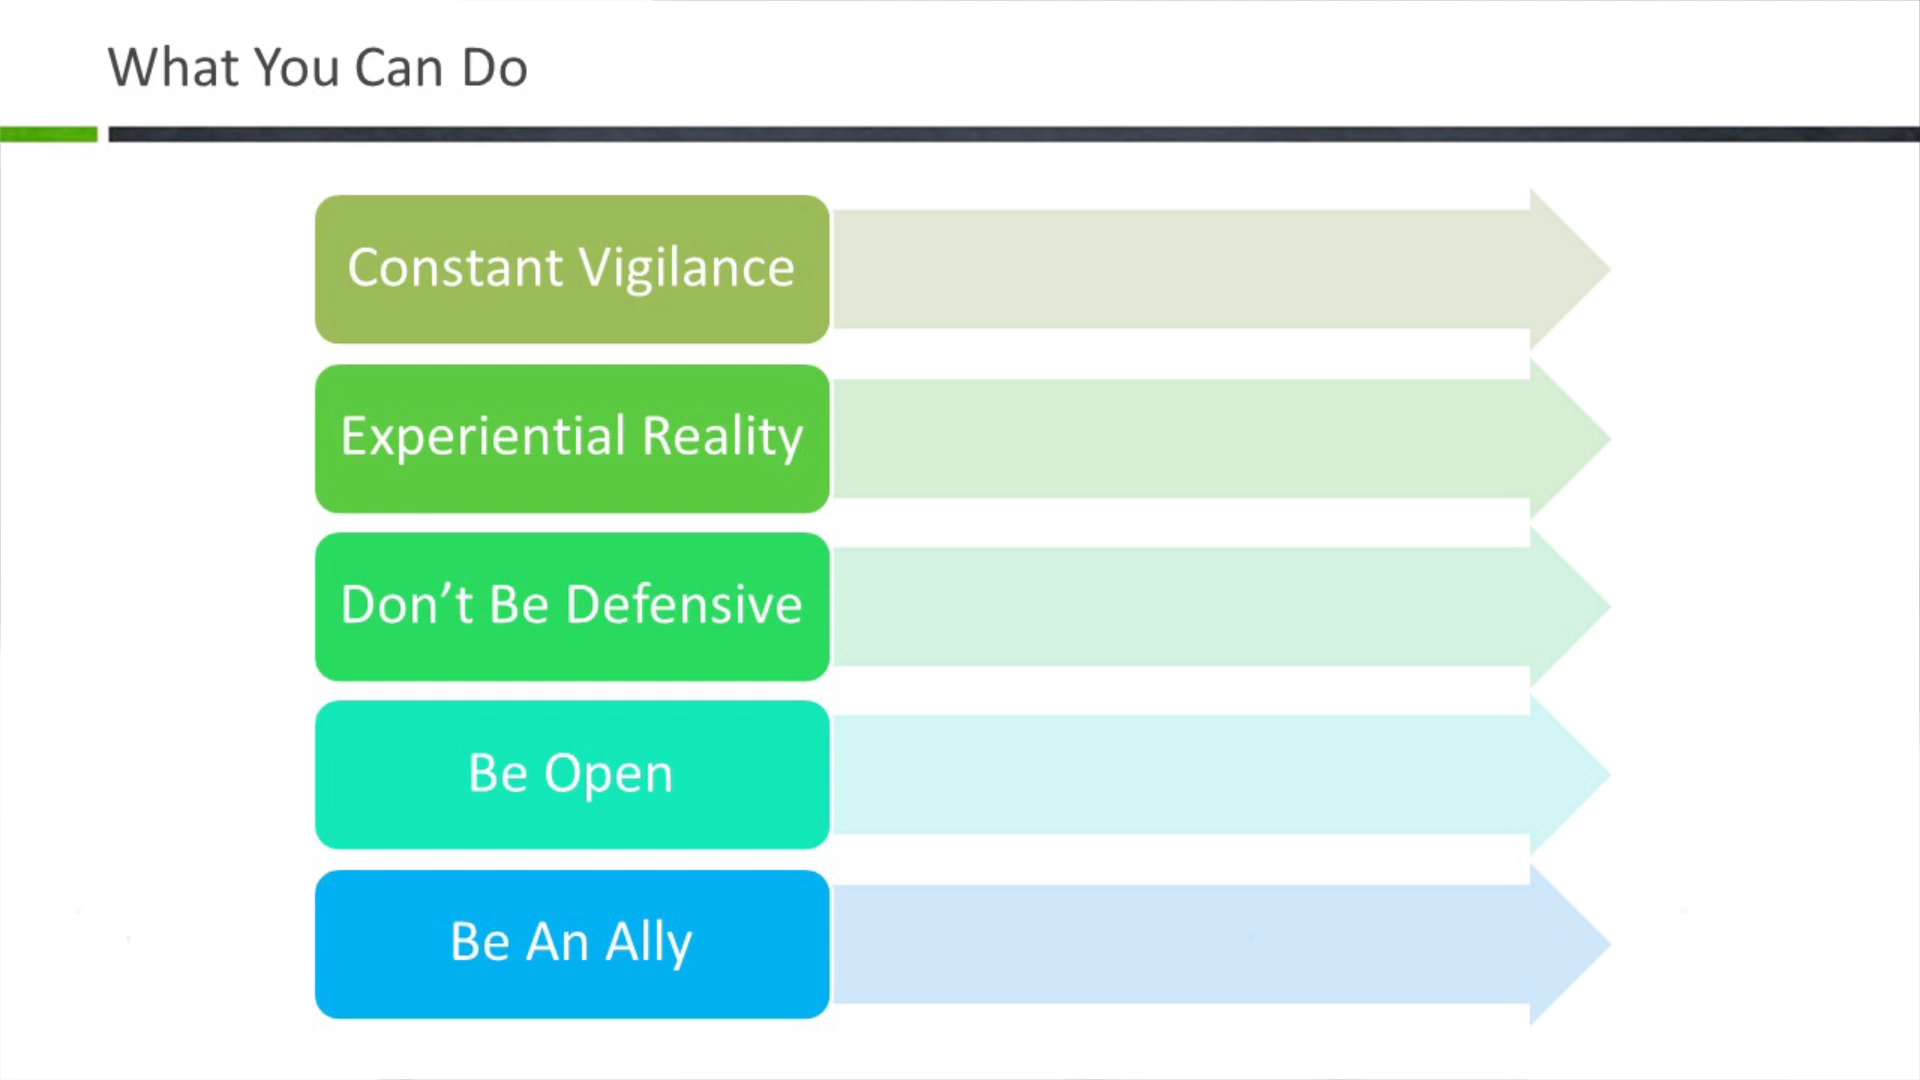 What You Can Do
Constant Vigilance
Experiential Reality
Don’t Be Defensive
Be Open
Be An Ally